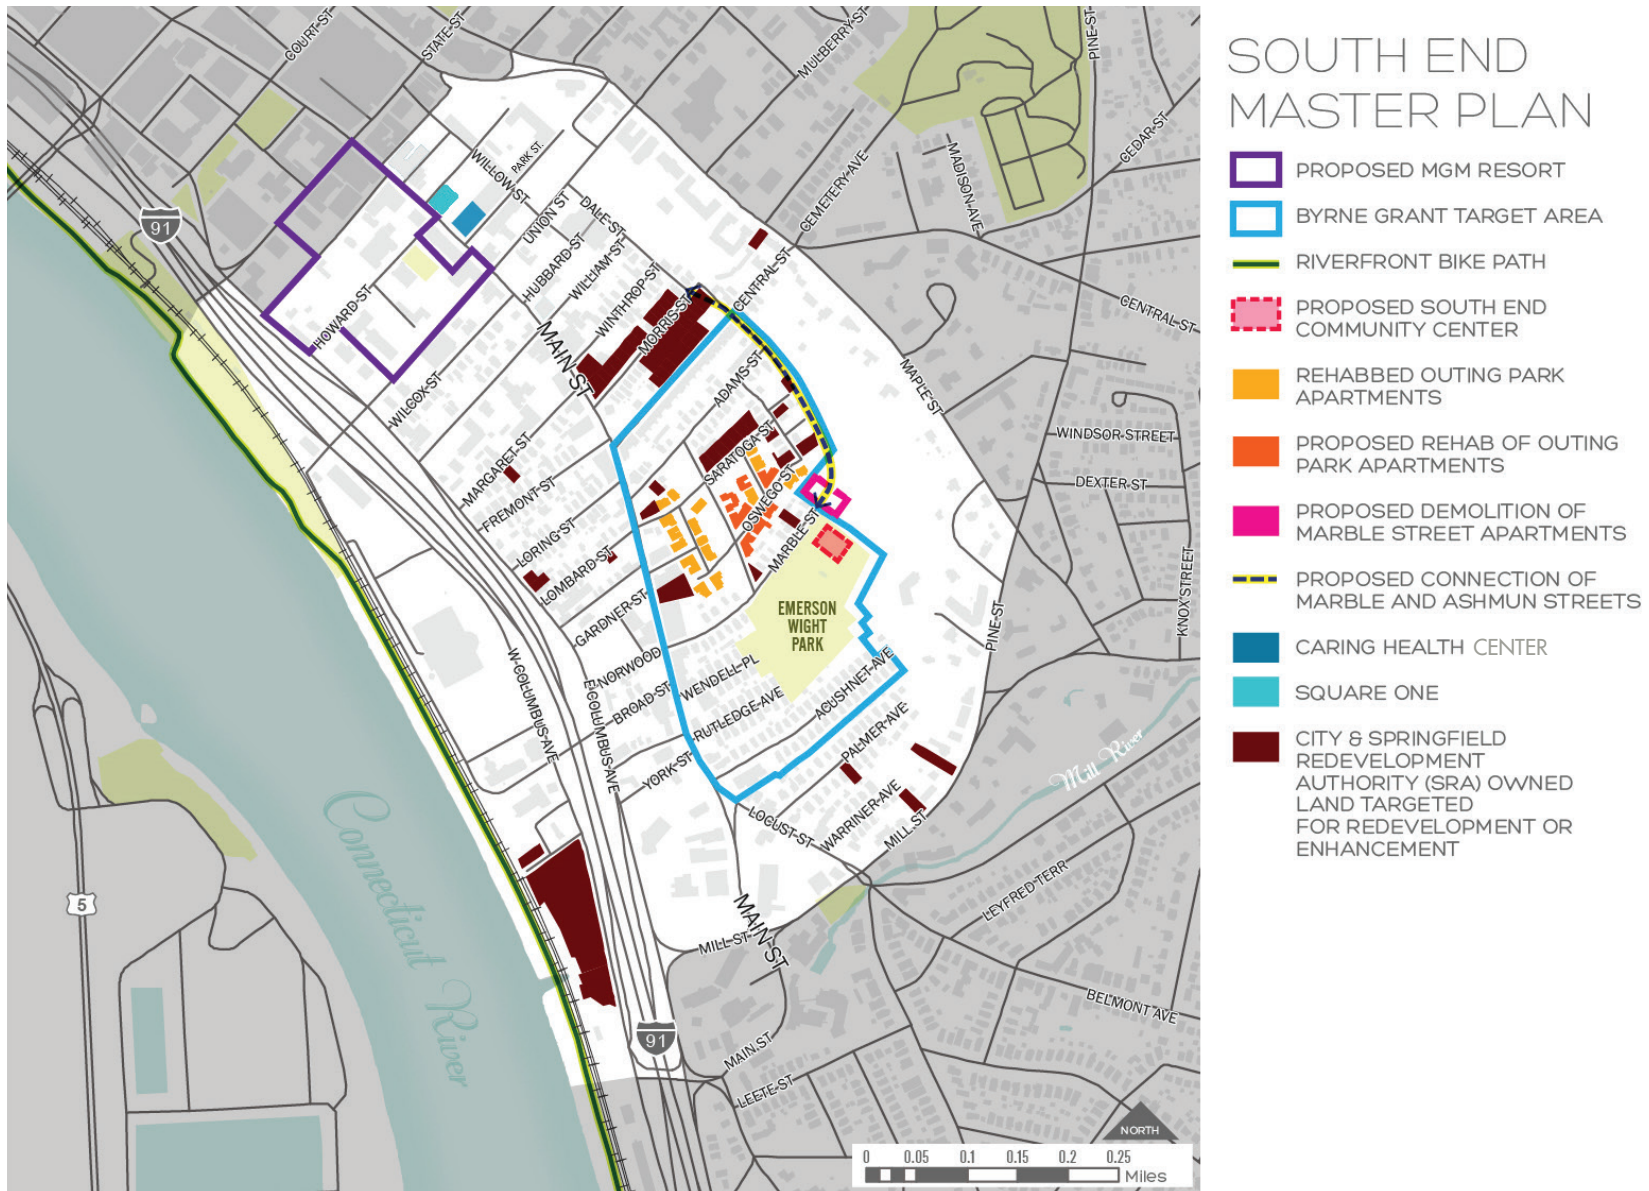 COURT-ST
STATE-ST
MULBERRY-ST
PINE-ST
CEDAR-ST
MADISON-AVE
CEMETERY-AVE
WILLOW-ST
PARK ST.
UNION ST
DALE-ST
HUBBARD-ST
WILLIAM-ST
WINTHROP-ST
MORRIS-ST
CENTRAL-ST
CENTRAL ST
91
HOWARD-ST
MAIN-ST
WILCOX-ST
ADAMS-ST
MAPLE-ST
MARGARET-ST
FREMONT-ST
SARATOGA-ST
OSWEGO-ST
WINDSOR STREET
DEXTER ST
LORING-ST
LOMBARD-ST
MARBLE-ST
GARDNER-ST
EMERSON
WIGHT
PARK
KNOX STREET
PINE-ST
NORWOOD
BROAD-ST
WENDELL-PL
RUTLEDGE-AVE
ACUSHNET-AVE
W-COLUMBUS-AVE
E-COLUMBUS-AVE
YORK-ST
PALMER-AVE
Mill River
LOCUST-ST
WARRINER-AVE
MILL-ST
Connecticut River
5
LEYFRED TERR
MAIN-ST
MILL ST
BELMONT AVE
91
MAIN ST
LEETE-ST
NORTH
0 0.05 0.1 0.15 0.2 0.25
Miles
SOUTH END
MASTER PLAN
PROPOSED MGM RESORT
BYRNE GRANT TARGET AREA
RIVERFRONT BIKE PATH
PROPOSED SOUTH END
COMMUNITY CENTER
REHABBED OUTING PARK
APARTMENTS
PROPOSED REHAB OF OUTING
PARK APARTMENTS
PROPOSED DEMOLITION OF
MARBLE STREET APARTMENTS
PROPOSED CONNECTION OF
MARBLE AND ASHMUN STREETS
CARING HEALTH CENTER
SQUARE ONE
CITY & SPRINGFIELD
REDEVELOPMENT
AUTHORITY (SRA) OWNED
LAND TARGETED
FOR REDEVELOPMENT OR
ENHANCEMENT